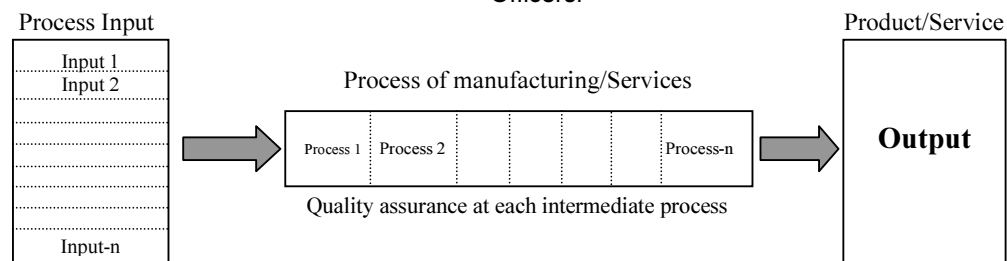 Process Input
Product/Service
Input 1
Input 2
Input-n
Process of manufacturing/Services
Process 1
Process 2
Process-n
Quality assurance at each intermediate process
Output